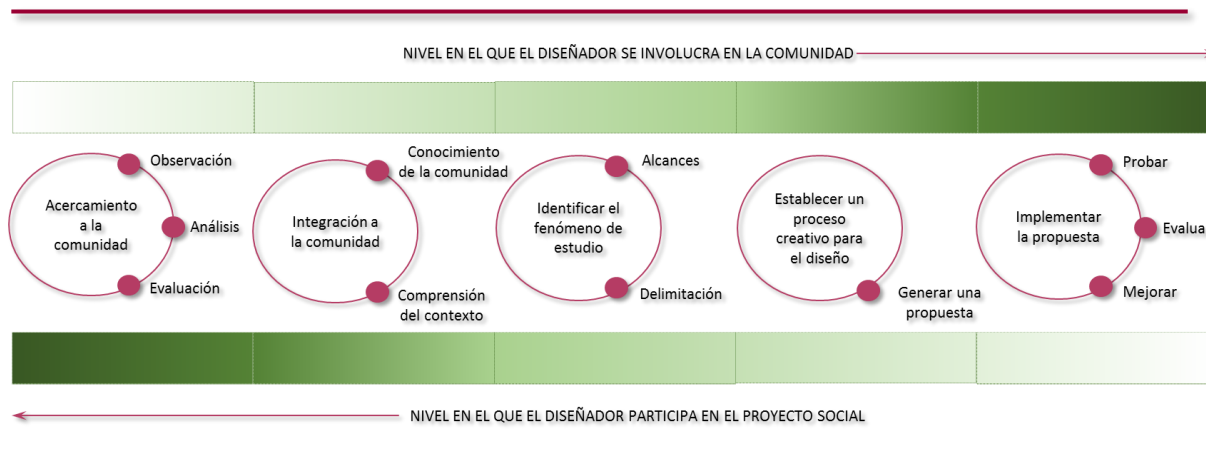 NIVEL EN EL QUE EL DISEÑADOR SE INVOLUCRA EN LA COMUNIDAD
Acercamiento
a la
comunidad
Observación
Análisis
Evaluación
Integración a
la comunidad
Conocimiento
de la comunidad
Comprensión
del contexto
Identificar el
fenómeno de
estudio
Alcances
Delimitación
Establecer un
proceso
creativo para
el diseño
Generar una
propuesta
Implementar
la propuesta
Probar
Evalua
Mejorar
NIVEL EN EL QUE EL DISEÑADOR PARTICIPA EN EL PROYECTO SOCIAL